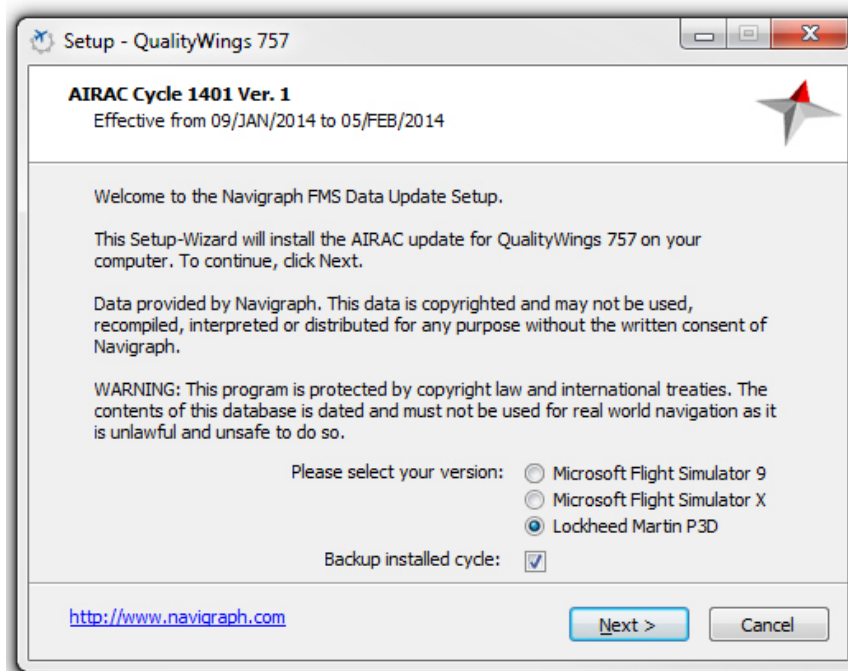 Setup - QualityWings 757
AIRAC Cycle 1401 Ver. 1
Effective from 09/JAN/2014 to 05/FEB/2014
Welcome to the Navigraph FMS Data Update Setup.
This Setup-Wizard will install the AIRAC update for QualityWings 757 on your
computer. To continue, click Next.
Data provided by Navigraph. This data is copyrighted and may not be used,
recompiled, interpreted or distributed for any purpose without the written consent of
Navigraph.
WARNING: This program is protected by copyright law and international treaties. The
contents of this database is dated and must not be used for real world navigation as it
is unlawful and unsafe to do so.
Please select your version: Microsoft Flight Simulator 9
Microsoft Flight Simulator X
Lockheed Martin P3D
Backup installed cycle:
http://www.navigraph.com Next > Cancel